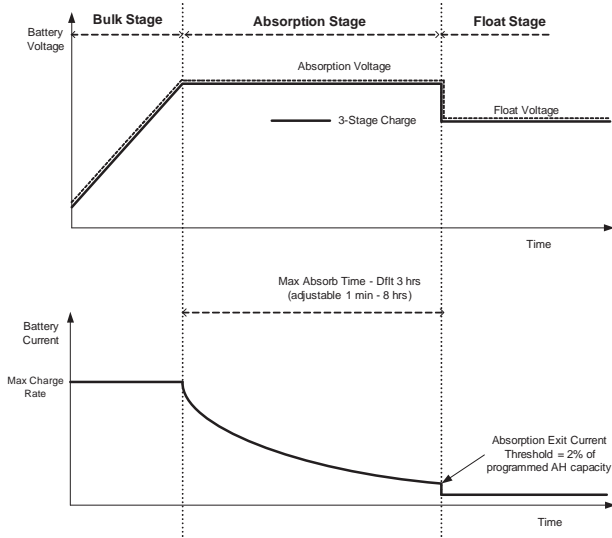 Bulk Stage
Absorption Stage
Float Stage
Battery
Voltage
Absorption Voltage
Float Voltage
3-Stage Charge
Time
Max Absorb Time - Dflt 3 hrs
(adjustable 1 min - 8 hrs)
Battery
Current
Max Charge
Rate
Absorption Exit Current
Threshold = 2% of
programmed AH capacity
Time